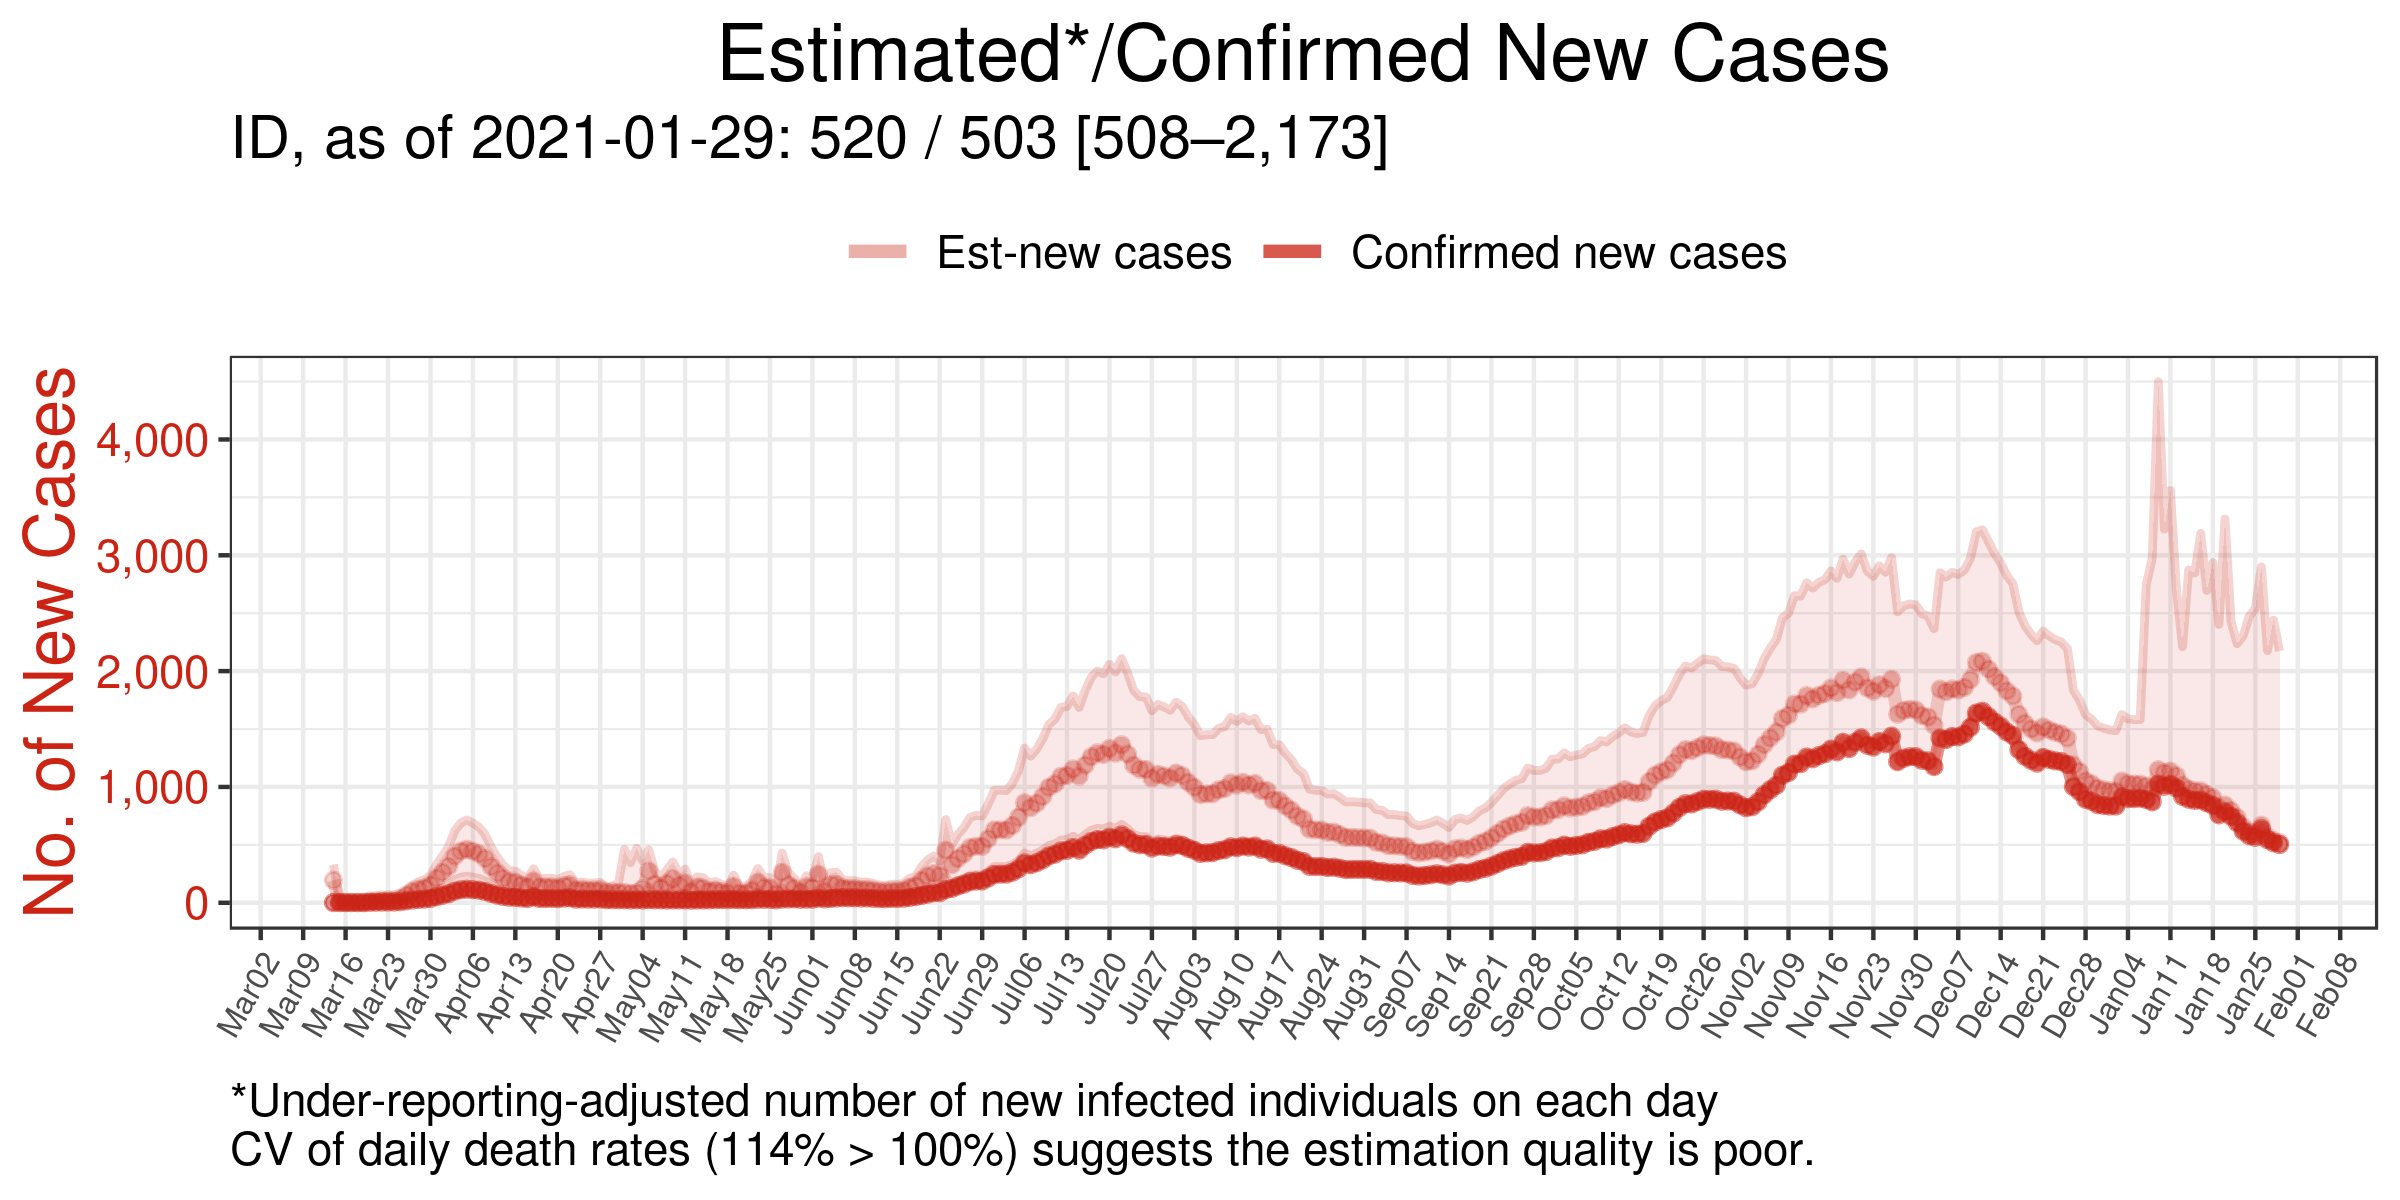 Estimated*/Confirmed New Cases
ID, as of 2021-01-29: 520 / 503 [508–2,173]
Est-new cases Confirmed new cases
No. of New Cases
4,000
3,000
2,000
1,000
0
Mar02 Mar09 Mar16 Mar23 Mar30 Apr06 Apr13 Apr20 Apr27 May04 May11 May18 May25 Jun01 Jun08 Jun15 Jun22 Jun29 Jul06 Jul13 Jul20 Jul27 Aug03 Aug10 Aug17 Aug24 Aug31 Sep07 Sep14 Sep21 Sep28 Oct05 Oct12 Oct19 Oct26 Nov02 Nov09 Nov16 Nov23 Nov30 Dec07 Dec14 Dec21 Dec28 Jan04 Jan11 Jan18 Jan25 Feb01 Feb08
*Under-reporting-adjusted number of new infected individuals on each day
CV of daily death rates (114% > 100%) suggests the estimation quality is poor.